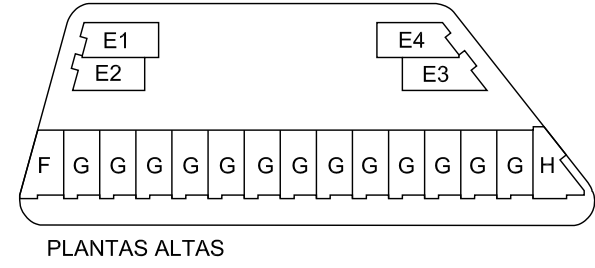 E1 E4
E2 E3
F G G G G G G G G G G G G G H
PLANTAS ALTAS